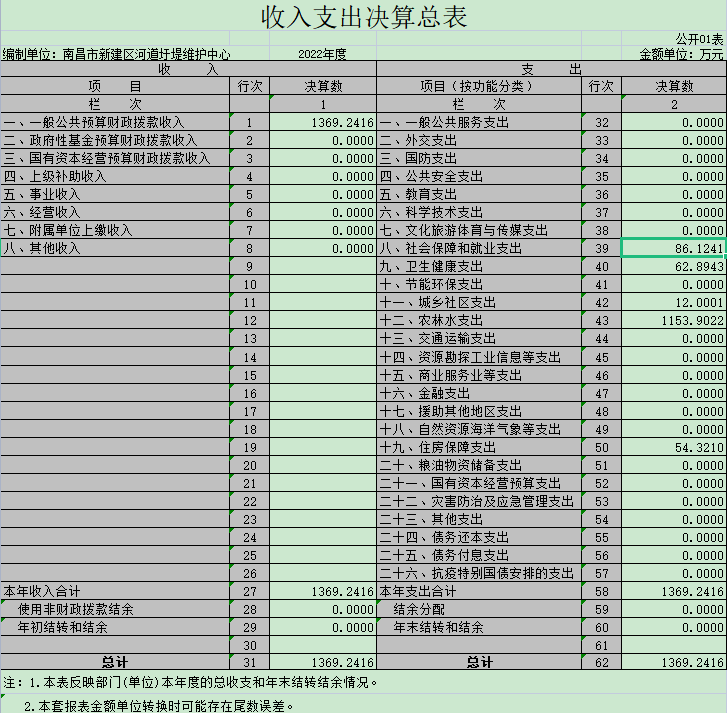 收入支出决算总表
公开01表
编制单位：南昌市新建区河道圩堤维护中心 2022年度 金额单位：万元
收 入 支 出
项 目 行次 决算数 项目（按功能分类） 行次 决算数
栏 次 1 栏 次 2
一、一般公共预算财政拨款收入 1 1369.2416 一、一般公共服务支出 32 0.0000
二、政府性基金预算财政拨款收入 2 0.0000 二、外交支出 33 0.0000
三、国有资本经营预算财政拨款收入 3 0.0000 三、国防支出 34 0.0000
四、上级补助收入 4 0.0000 四、公共安全支出 35 0.0000
五、事业收入 5 0.0000 五、教育支出 36 0.0000
六、经营收入 6 0.0000 六、科学技术支出 37 0.0000
七、附属单位上缴收入 7 0.0000 七、文化旅游体育与传媒支出 38 0.0000
八、其他收入 8 0.0000 八、社会保障和就业支出 39 86.1241
9 九、卫生健康支出 40 62.8943
10 十、节能环保支出 41 0.0000
11 十一、城乡社区支出 42 12.0001
12 十二、农林水支出 43 1153.9022
13 十三、交通运输支出 44 0.0000
14 十四、资源勘探工业信息等支出 45 0.0000
15 十五、商业服务业等支出 46 0.0000
16 十六、金融支出 47 0.0000
17 十七、援助其他地区支出 48 0.0000
18 十八、自然资源海洋气象等支出 49 0.0000
19 十九、住房保障支出 50 54.3210
20 二十、粮油物资储备支出 51 0.0000
21 二十一、国有资本经营预算支出 52 0.0000
22 二十二、灾害防治及应急管理支出 53 0.0000
23 二十三、其他支出 54 0.0000
24 二十四、债务还本支出 55 0.0000
25 二十五、债务付息支出 56 0.0000
26 二十六、抗疫特别国债安排的支出 57 0.0000
本年收入合计 27 1369.2416 本年支出合计 58 1369.2416
使用非财政拨款结余 28 0.0000 结余分配 59 0.0000
年初结转和结余 29 0.0000 年末结转和结余 60 0.0000
30 61
总计 31 1369.2416 总计 62 1369.2416
注：1.本表反映部门(单位)本年度的总收支和年末结转结余情况。
2.本套报表金额单位转换时可能存在尾数误差。